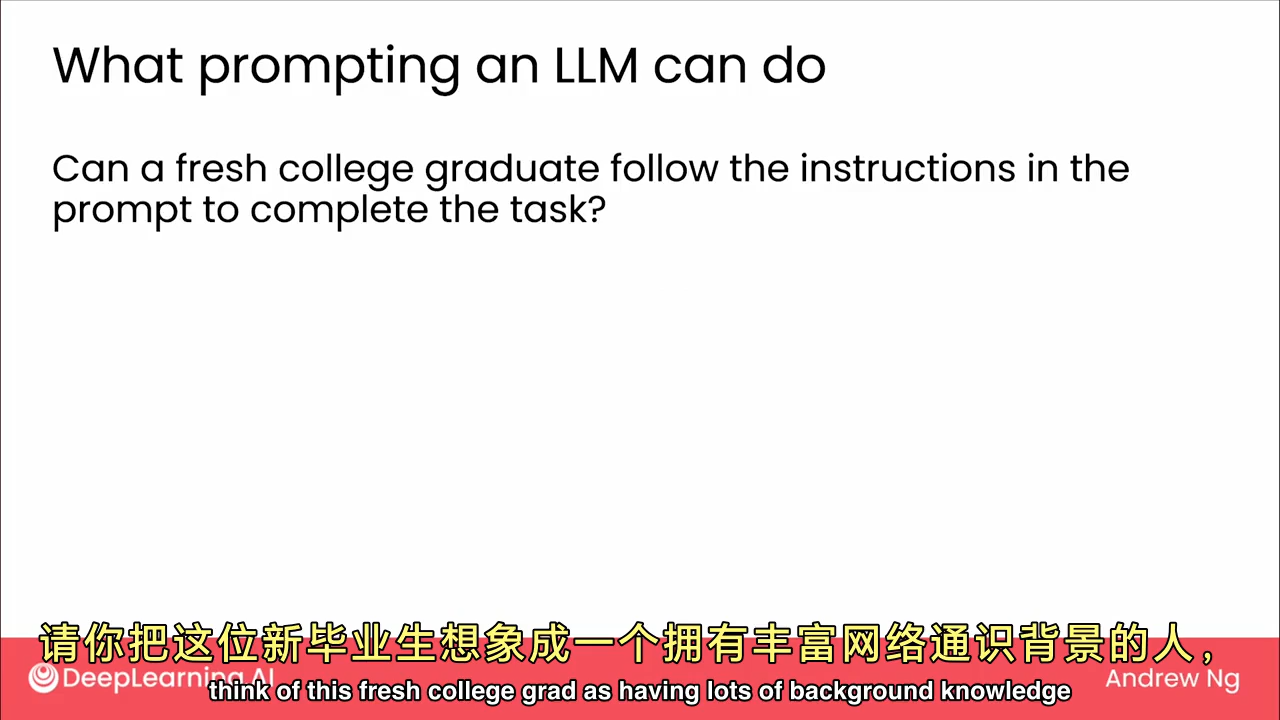 What prompting an LLM can do
Can a fresh college graduate follow the instructions in the
prompt to complete the task?
请你把这位新毕业生想象成一个拥有丰富网络通识背景的人，
DeepLearning.AI
Andrew Ng
think of this fresh college grad as having lots of background knowledge